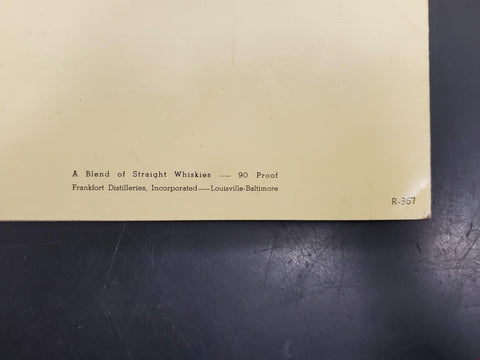 A Blend of Straight Whiskies — 90 Proof
Frankfort Distilleries, Incorporated—Louisville-Baltimore
R-367